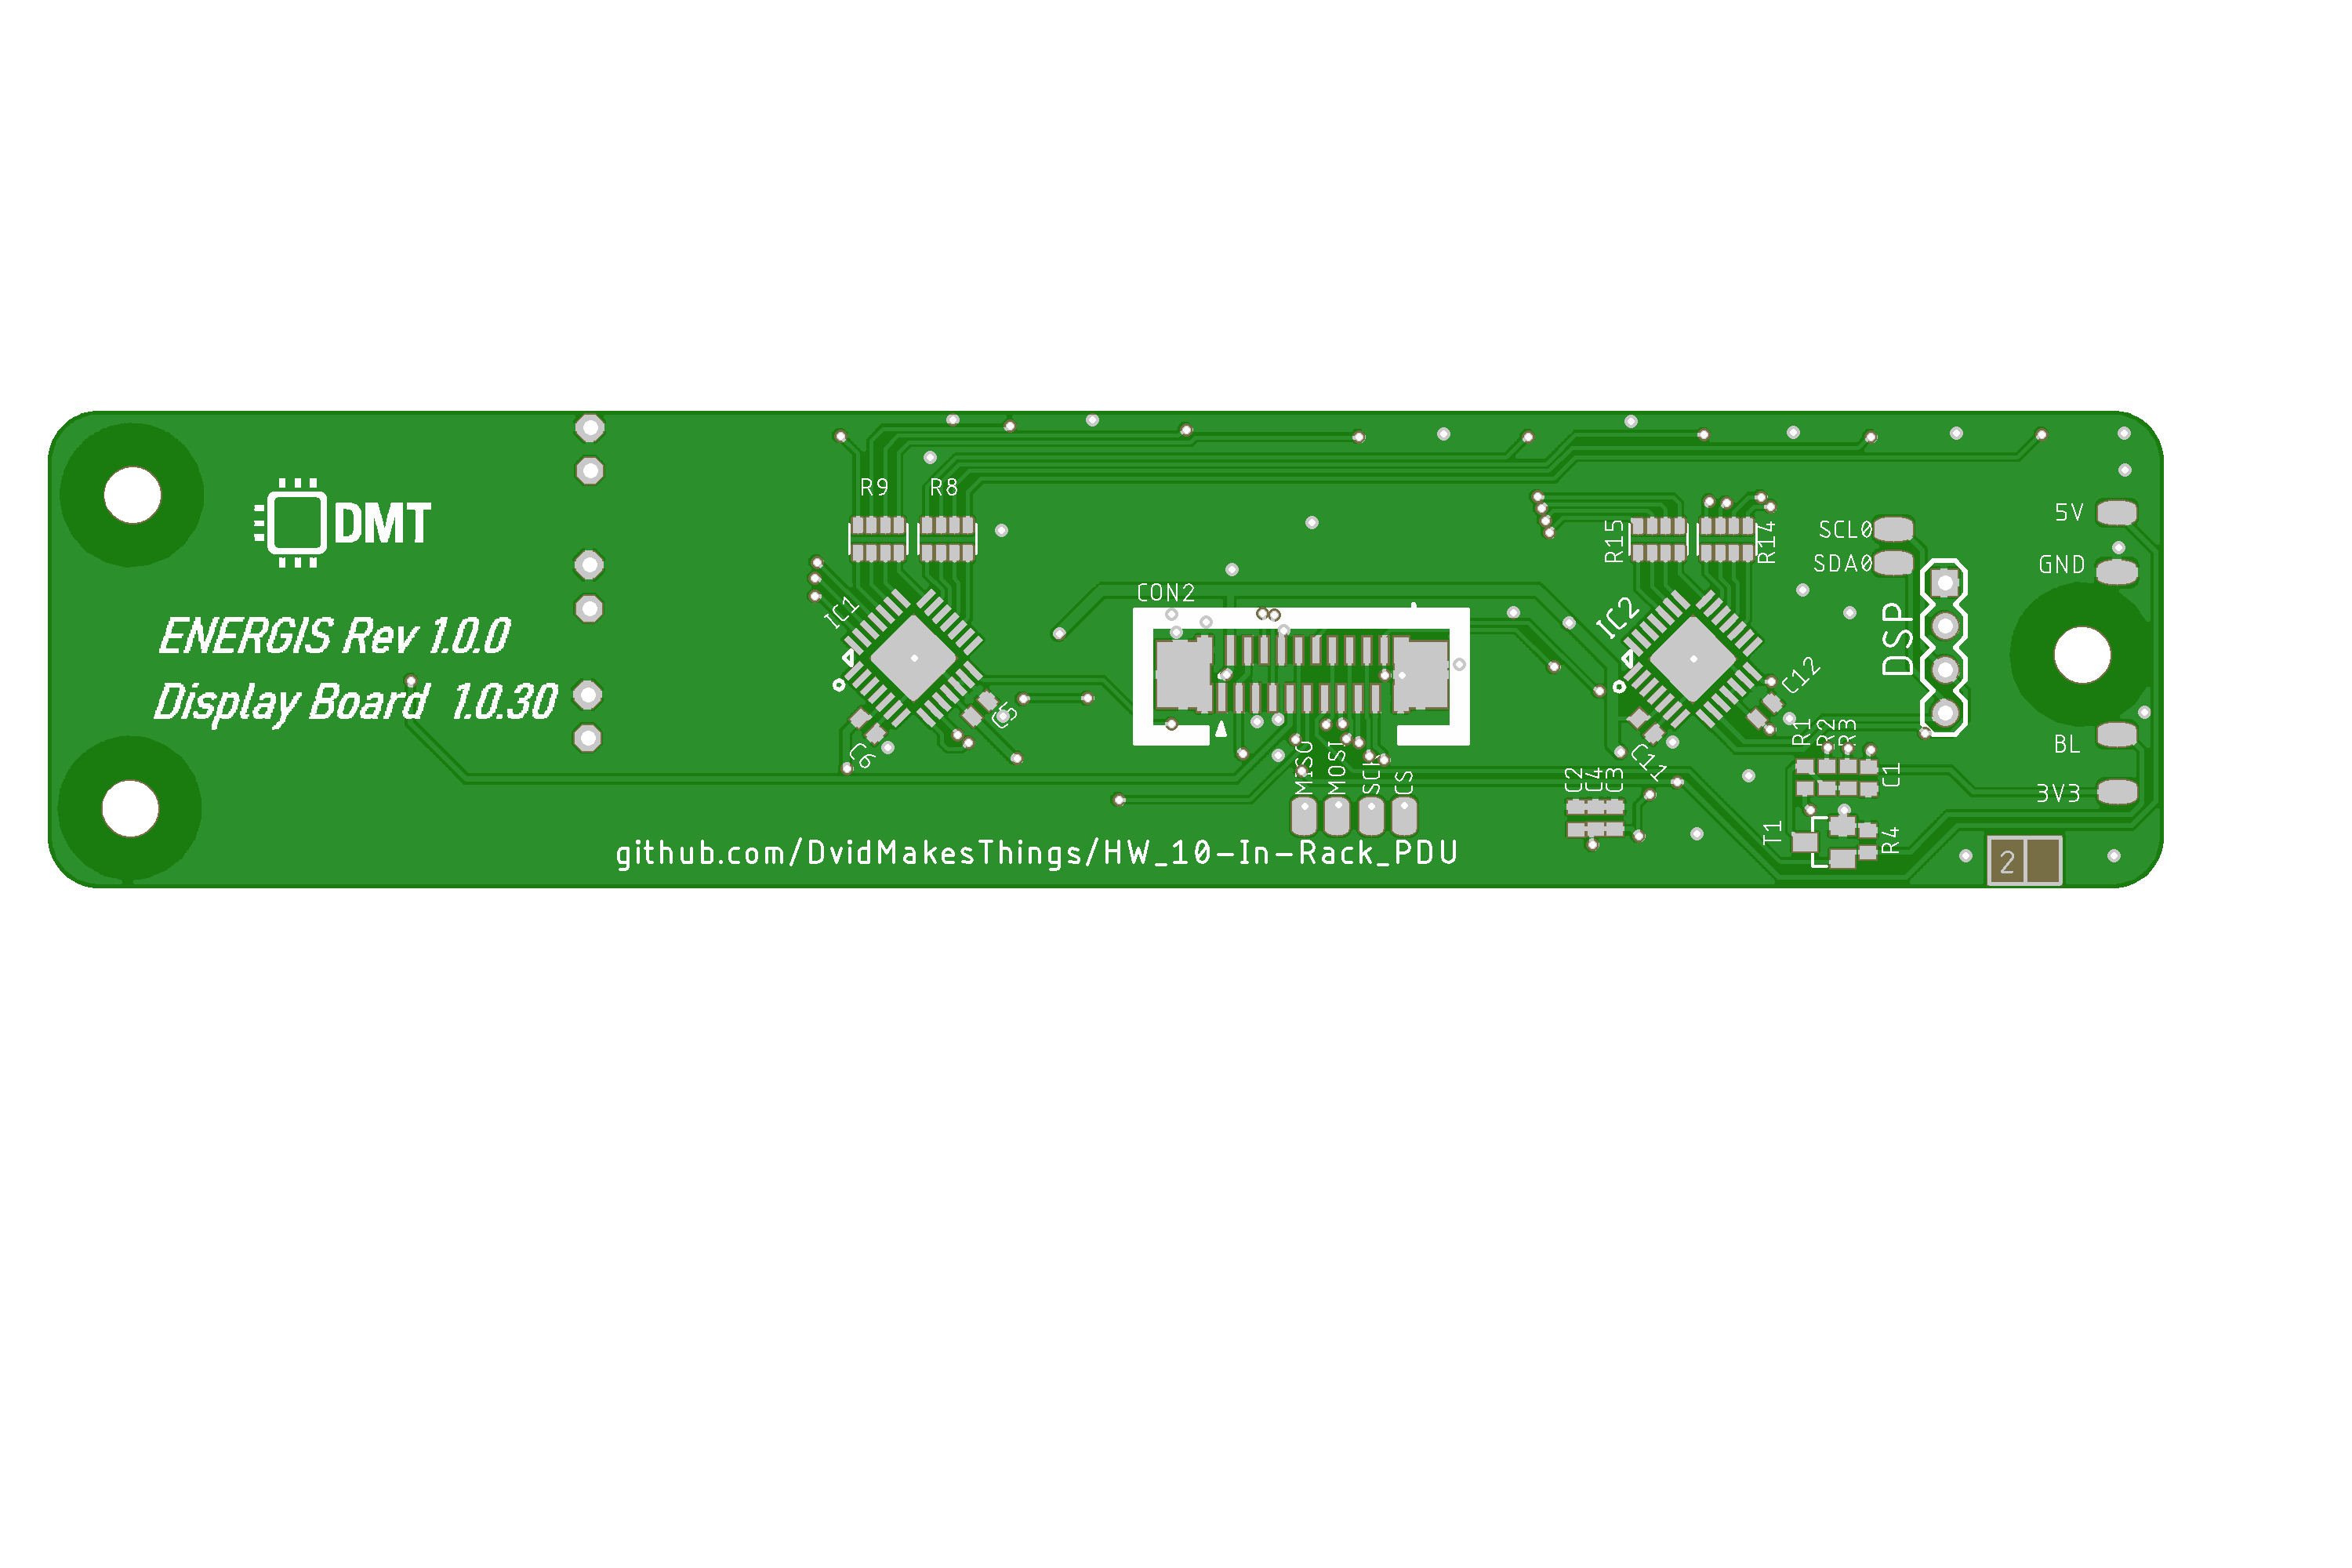 DMT
ENERGIS Rev 1.0.0
Display Board 1.0.30
R9
R8
IC1
C5
C6
CON2
MISO
MOSI
SCK
CS
github.com/DvidMakesThings/HW_10-In-Rack_PDU
R15
R14
IC2
C12
C11
C2
C4
C3
SCL0
SDA0
DSP
R1
R2
R3
C1
T1
R4
5V
GND
BL
3V3
2